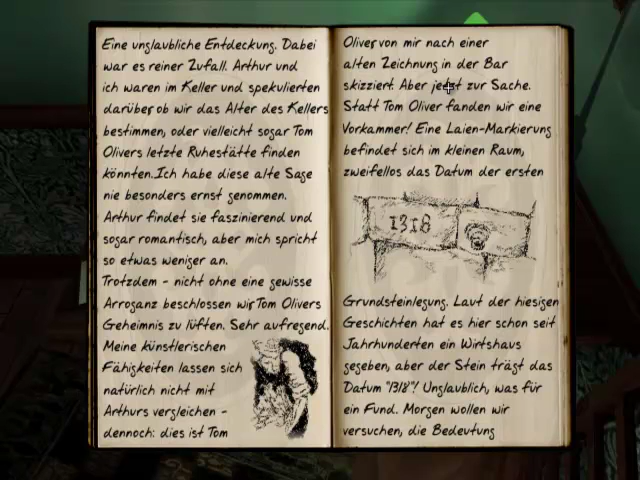 Eine unglaubliche Entdeckung. Dabei
war es reiner Zufall. Arthur und
ich waren im Keller und spekulierten
darüber, ob wir das Alter des Kellers
bestimmen, oder vielleicht sogar Tom
Olivers letzte Ruhestätte finden
könnten. Ich habe diese alte Sage
nie besonders ernst genommen.
Arthur findet sie faszinierend und
sogar romantisch, aber mich spricht
so etwas weniger an.
Trotzdem - nicht ohne eine gewisse
Arroganz beschlossen wir, Tom Olivers
Geheimnis zu lüften. Sehr aufregend.
Meine künstlerischen
Fähigkeiten lassen sich
natürlich nicht mit
Arthurs vergleichen -
dennoch: dies ist Tom
Oliver, von mir nach einer
alten Zeichnung in der Bar
skizziert. Aber jetzt zur Sache.
Statt Tom Oliver fanden wir eine
Vorkammer! Eine Laien-Markierung
befindet sich im kleinen Raum,
zweifellos das Datum der ersten
1318
Grundsteinlegung. Laut der hiesigen
Geschichten hat es hier schon seit
Jahrhunderten ein Wirtshaus
gegeben, aber der Stein trägt das
Datum "1318"! Unglaublich, was für
ein Fund. Morgen wollen wir
versuchen, die Bedeutung